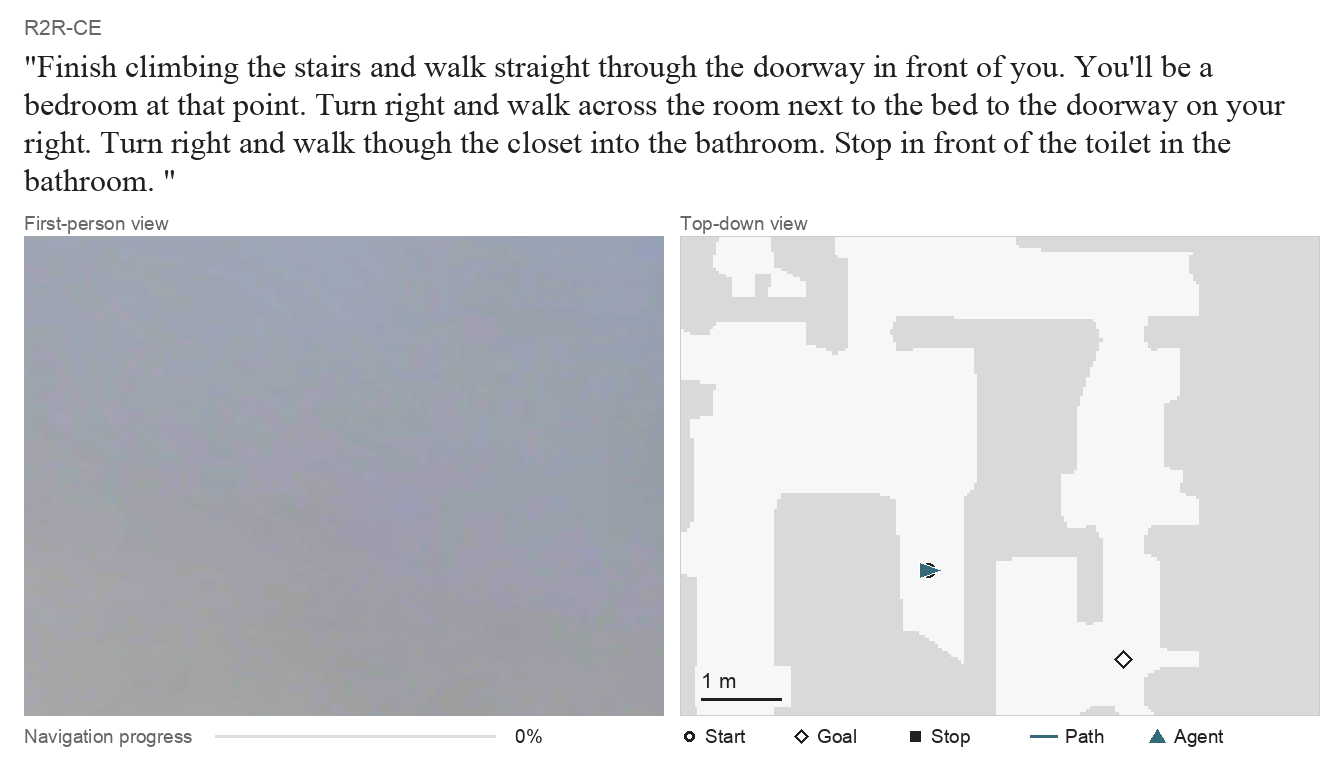 R2R-CE
"Finish climbing the stairs and walk straight through the doorway in front of you. You'll be a
bedroom at that point. Turn right and walk across the room next to the bed to the doorway on your
right. Turn right and walk though the closet into the bathroom. Stop in front of the toilet in the
bathroom. "
First-person view
Top-down view
1 m
Navigation progress
0%
Start
Goal
Stop
Path
Agent